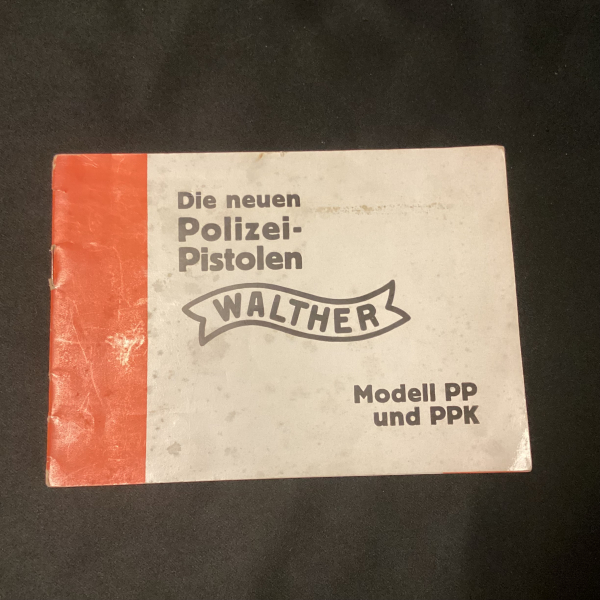 Die neuen
Polizei-
Pistolen
WALTHER
Modell PP
und PPK